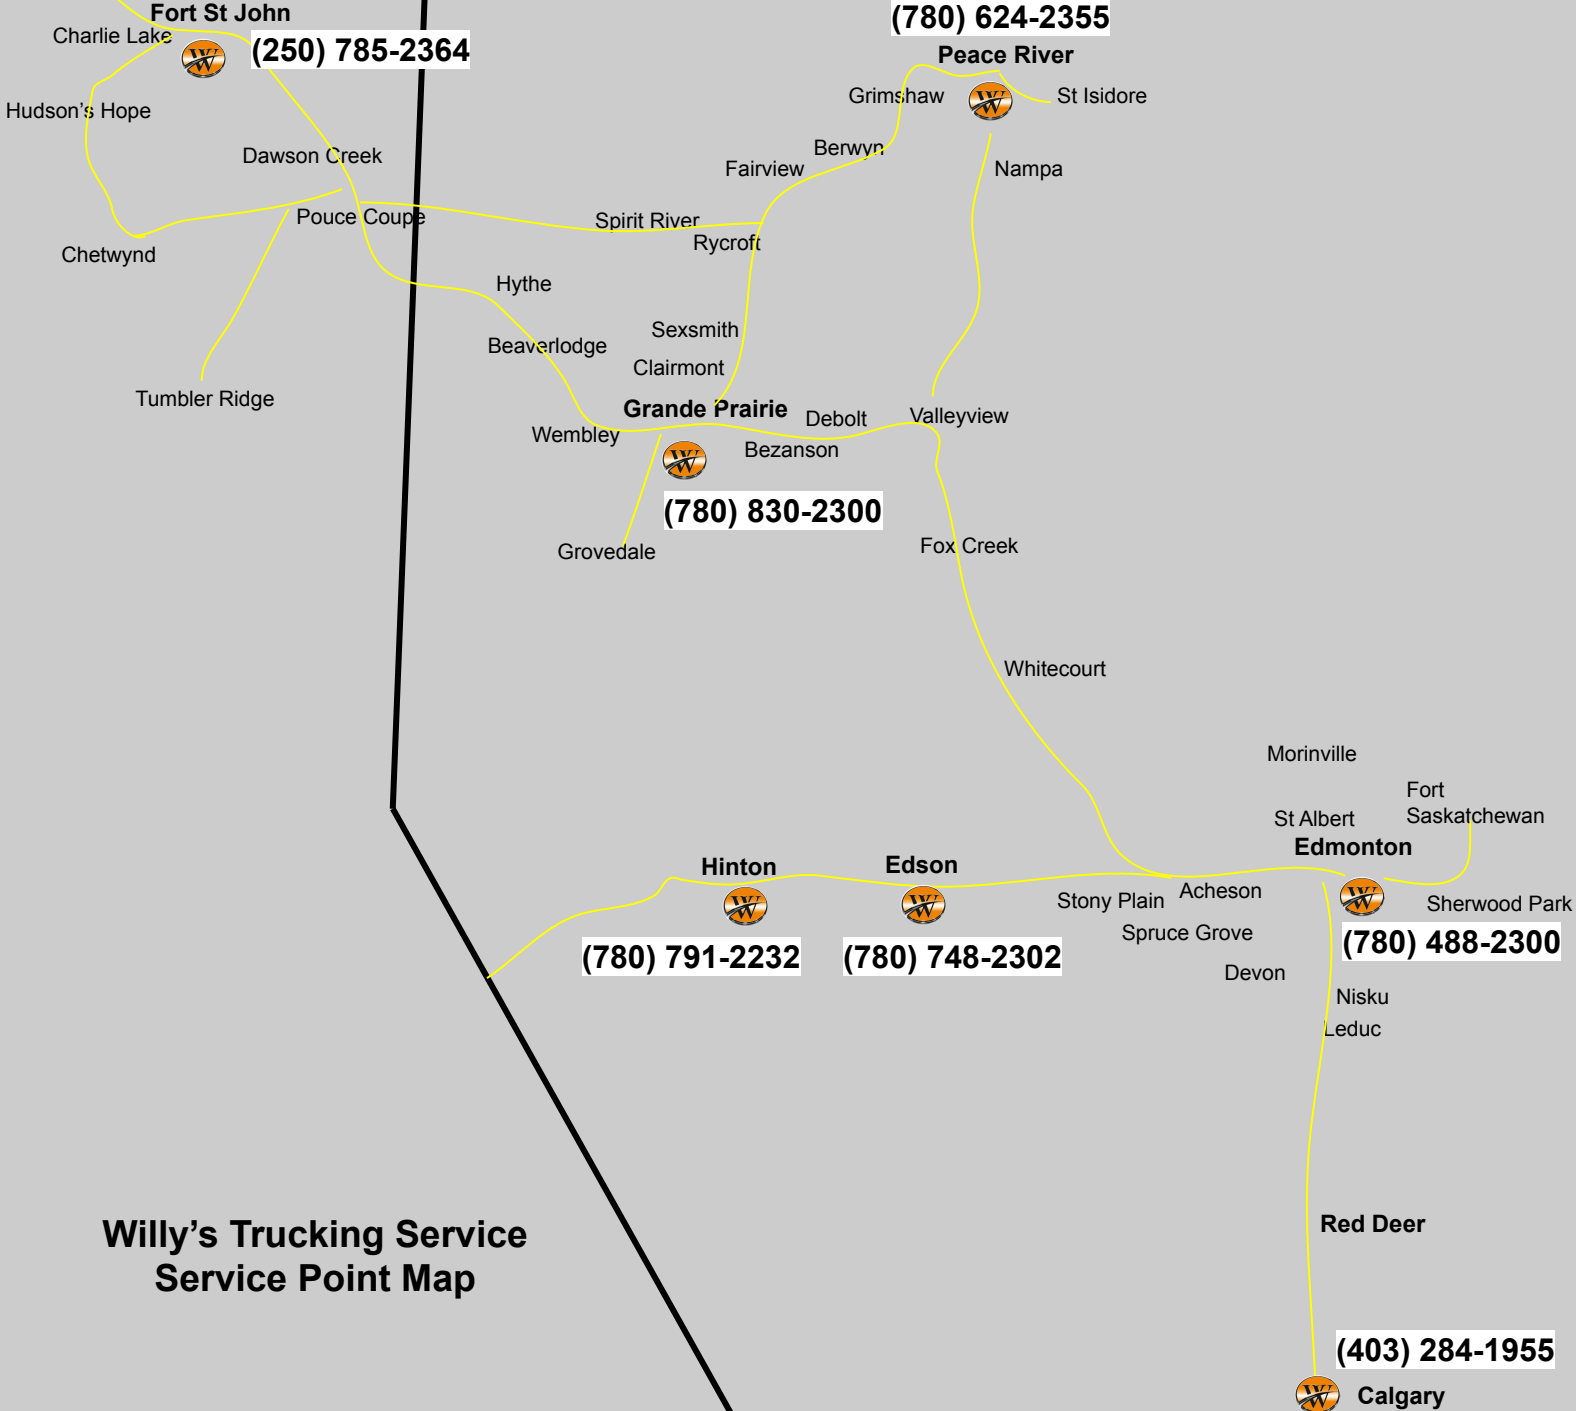 Fort St John
(780) 624-2355
Charlie Lake
(250) 785-2364
Peace River
Grimshaw
W
St Isidore
Hudson’s Hope
Berwyn
Dawson Creek
Fairview
Nampa
Pouce Coupe
Spirit River
Rycroft
Chetwynd
Hythe
Sexsmith
Beaverlodge
Clairmont
Tumbler Ridge
Grande Prairie
Debolt
Valleyview
Wembley
Bezanson
W
(780) 830-2300
Grovedale
Fox Creek
Whitecourt
Morinville
Fort
Saskatchewan
St Albert
Edmonton
Hinton
Edson
Acheson
Stony Plain
W
W
W
W
Sherwood Park
Spruce Grove
(780) 488-2300
(780) 791-2232
(780) 748-2302
Devon
Nisku
Leduc
Red Deer
Willy’s Trucking Service
Service Point Map
(403) 284-1955
W
Calgary